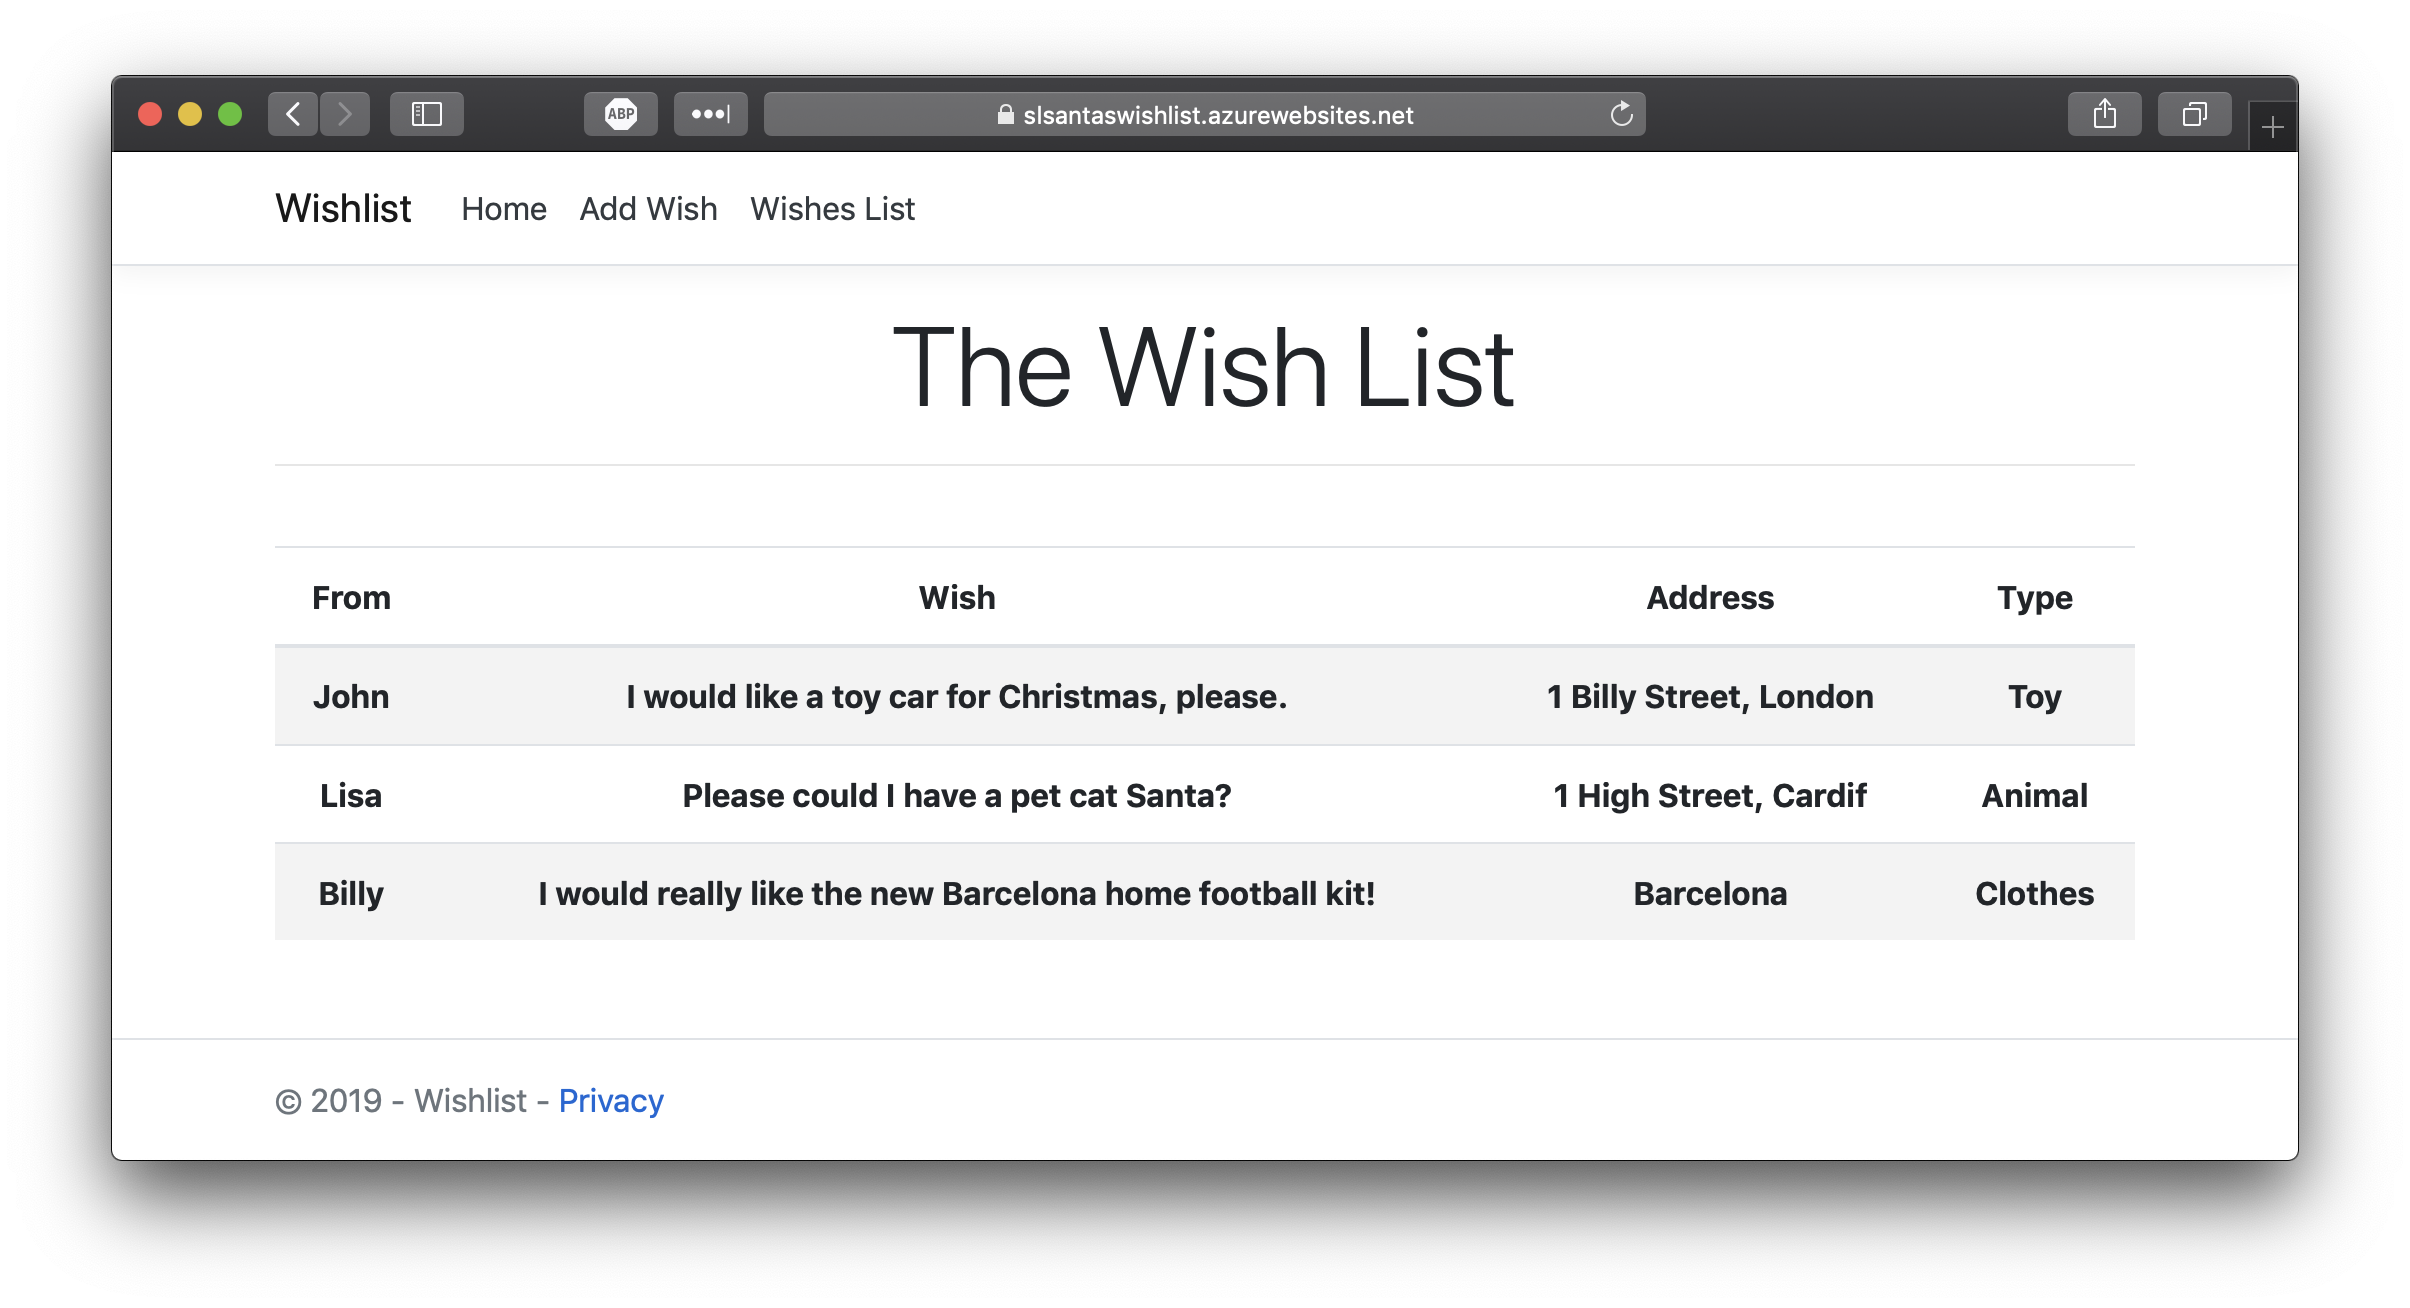 ABP
slsantaswishlist.azurewebsites.net
Wishlist Home Add Wish Wishes List
The Wish List
From Wish Address Type
John I would like a toy car for Christmas, please. 1 Billy Street, London Toy
Lisa Please could I have a pet cat Santa? 1 High Street, Cardif Animal
Billy I would really like the new Barcelona home football kit! Barcelona Clothes
© 2019 - Wishlist - Privacy